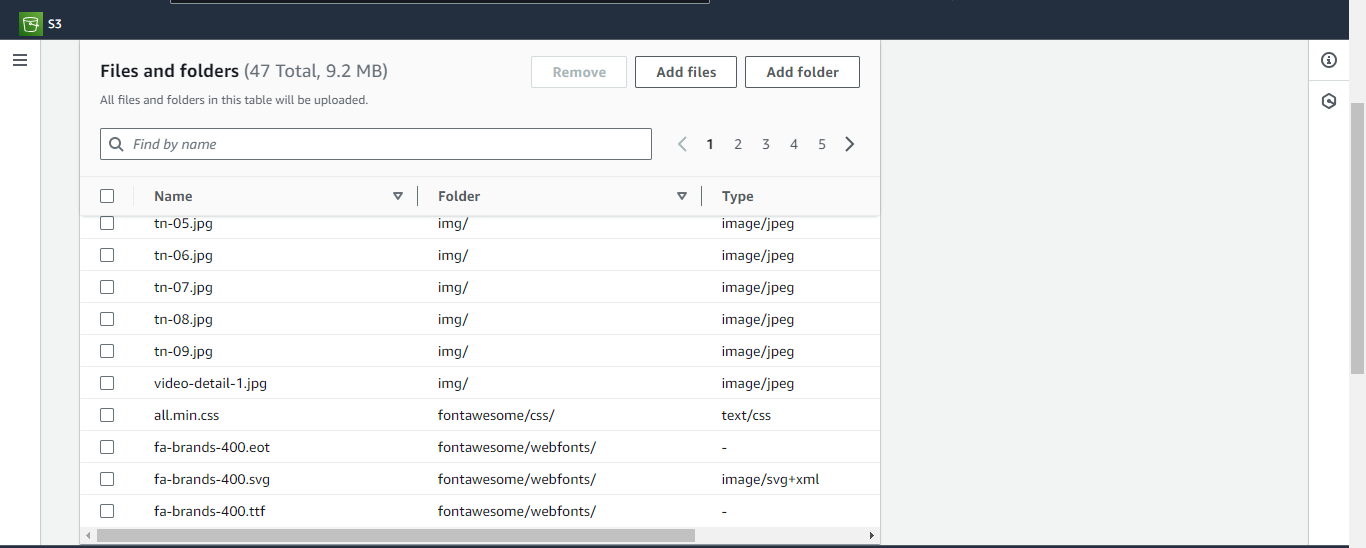 S3
Files and folders (47 Total, 9.2 MB)
Remove
Add files
Add folder
All files and folders in this table will be uploaded.
Find by name
1 2 3 4 5
Name Folder Type
tn-05.jpg img/ image/jpeg
tn-06.jpg img/ image/jpeg
tn-07.jpg img/ image/jpeg
tn-08.jpg img/ image/jpeg
tn-09.jpg img/ image/jpeg
video-detail-1.jpg img/ image/jpeg
all.min.css fontawesome/css/ text/css
fa-brands-400.eot fontawesome/webfonts/ -
fa-brands-400.svg fontawesome/webfonts/ image/svg+xml
fa-brands-400.ttf fontawesome/webfonts/ -